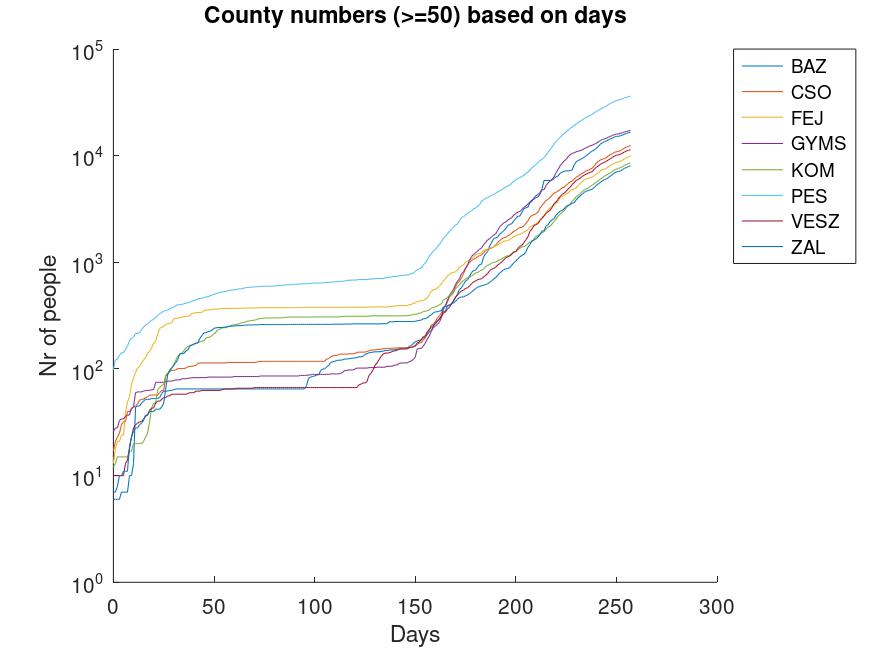 County numbers (>=50) based on days
10^5
10^4
10^3
10^2
10^1
10^0
Nr of people
0 50 100 150 200 250 300
Days
BAZ
CSO
FEJ
GYMS
KOM
PES
VESZ
ZAL